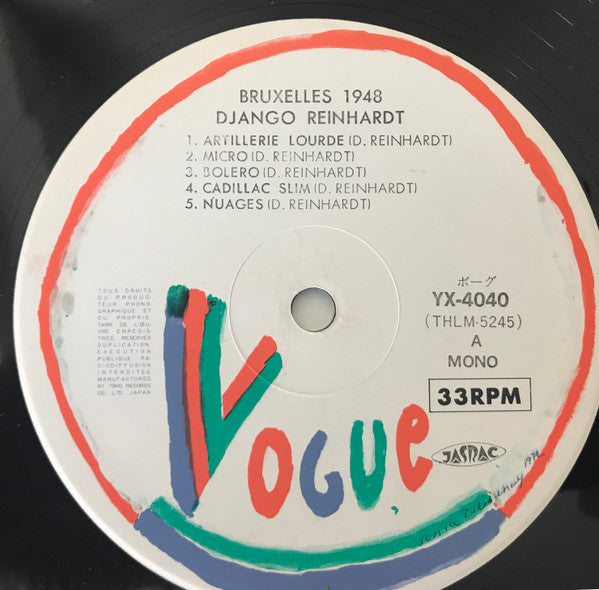 BRUXELLES 1948
DJANGO REINHARDT
1. ARTILLERIE LOURDE (D. REINHARDT)
2. MICRO (D. REINHARDT)
3. BOLERO (D. REINHARDT)
4. CADILLAC SLIM (D. REINHARDT)
5. NUAGES (D. REINHARDT)
TOUS DROITS
DU PRODUC-
TEUR PHONO-
GRAPHIQUE ET
DU PROPRIE-
TAIRE DE L'ŒU-
VRE ENREGIS-
TREE RESERVES
DUPLICATION,
EXECUTION
PUBLIQUE RA-
DIODIFFUSION
INTERDITES
MANUFACTURED
BY TOHO RECORDS
CO., LTD. JAPAN
ボーグ
YX-4040
(THLM-5245)
A
MONO
33RPM
JASRAC
VOGUE
1971